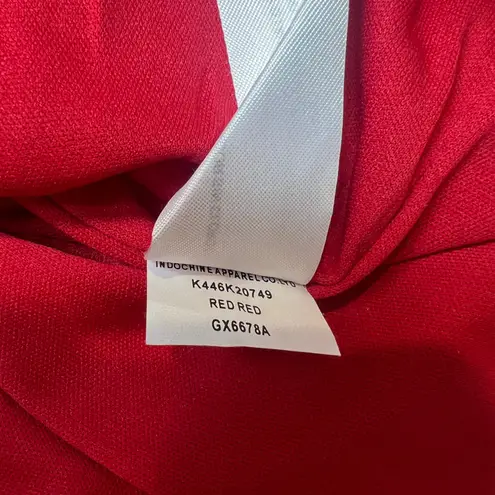 INDOCHINE APPAREL CO.LTD
K446K20749
RED RED
GX6678A